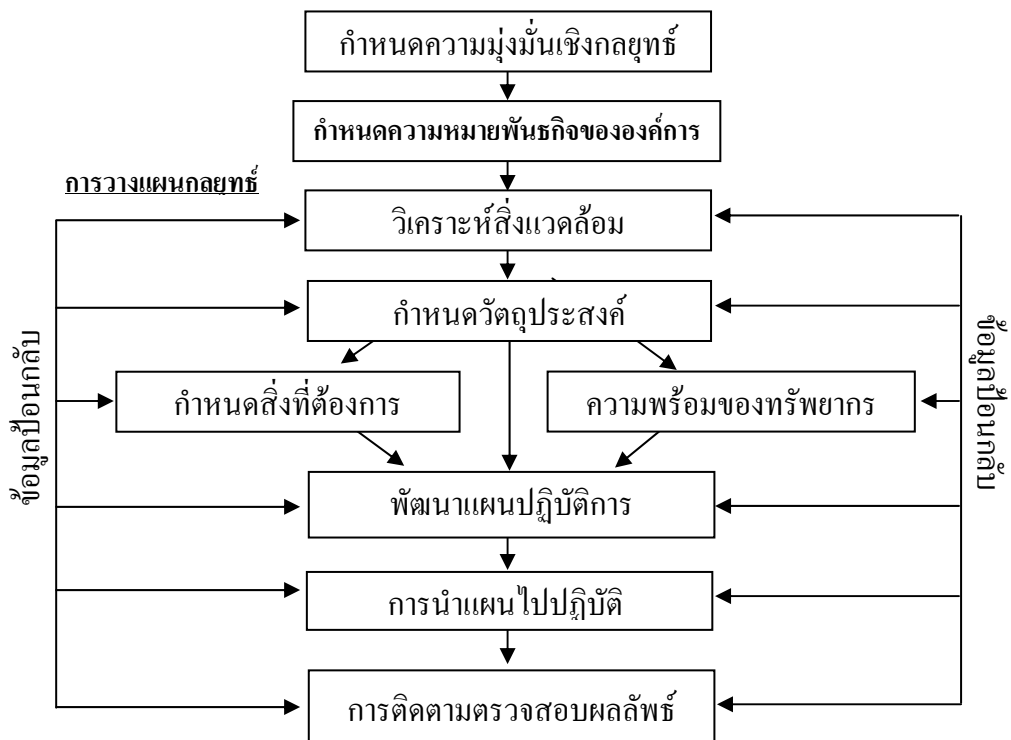 กำหนดความมุ่งมั่นเชิงกลยุทธ์
กำหนดความหมายพันธกิจขององค์การ
การวางแผนกลยุทธ์
วิเคราะห์สิ่งแวดล้อม
กำหนดวัตถุประสงค์
ข้อมูลป้อนกลับ
ข้อมูลป้อนกลับ
กำหนดสิ่งที่ต้องการ
ความพร้อมของทรัพยากร
พัฒนาแผนปฏิบัติการ
การนำแผนไปปฏิบัติ
การติดตามตรวจสอบผลลัพธ์